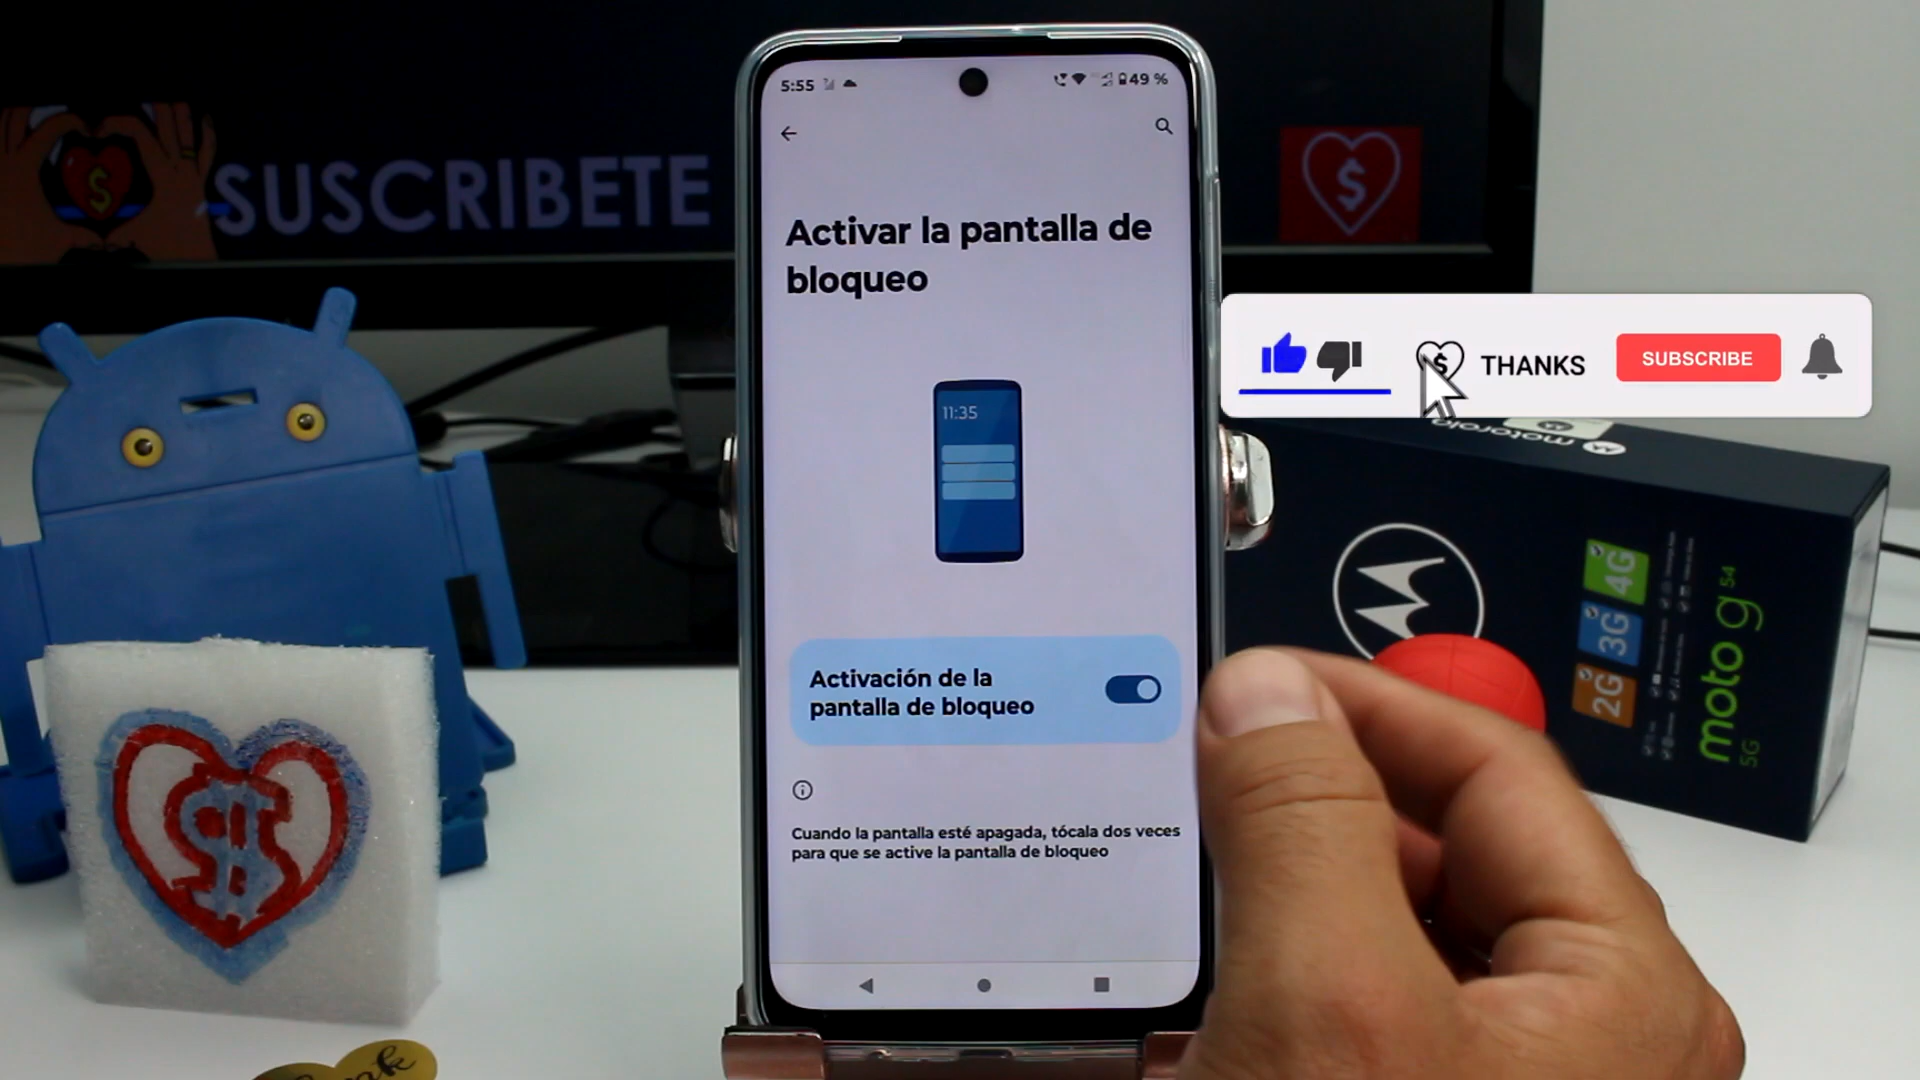 SUSCRIBETE
5:55
49 %
Activar la pantalla de
bloqueo
11:35
Activación de la
pantalla de bloqueo
Cuando la pantalla esté apagada, tócala dos veces
para que se active la pantalla de bloqueo
THANKS
SUBSCRIBE
motorola
2G 3G 4G
moto g 54
5G